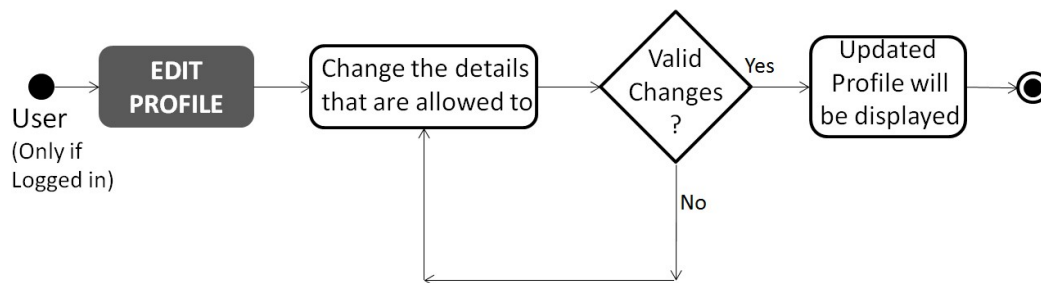 User
(Only if
Logged in)
EDIT
PROFILE
Change the details
that are allowed to
Valid
Changes
?
Yes
No
Updated
Profile will
be displayed